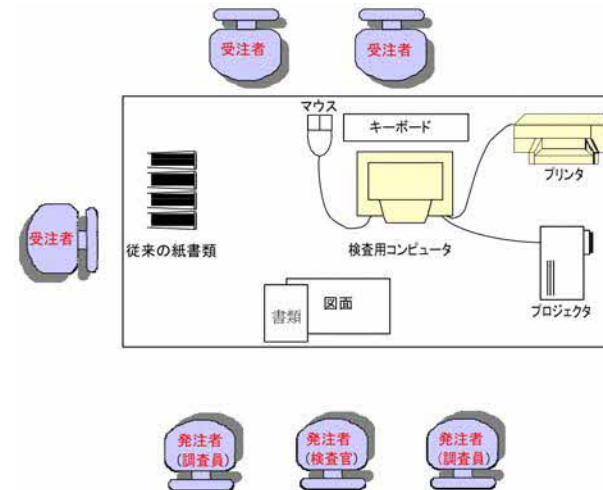 受注者
受注者
マウス
キーボード
プリンタ
受注者
従来の紙書類
検査用コンピュータ
プロジェクタ
図面
書類
発注者
(調査員)
発注者
(検査官)
発注者
(調査員)